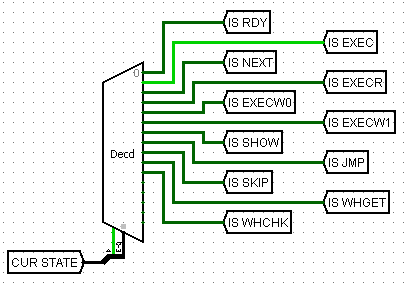 IS RDY
IS EXEC
IS NEXT
IS EXECR
IS EXECW0
IS EXECW1
IS SHOW
IS JMP
IS SKIP
IS WHGET
IS WHCHK
0
Decd
CUR STATE